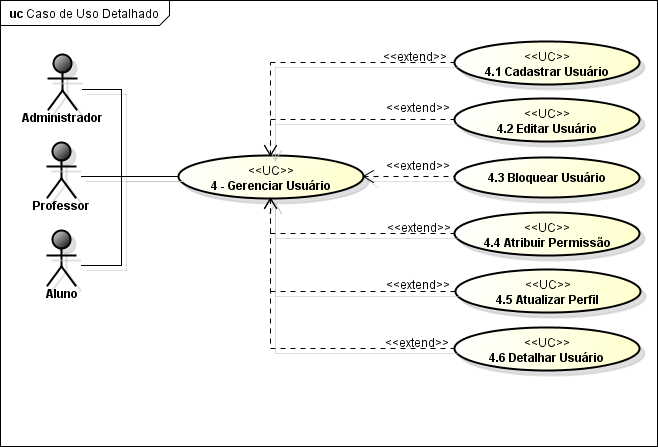 uc Caso de Uso Detalhado
Administrador
Professor
Aluno
<<UC>>
4 - Gerenciar Usuário
<<extend>>
<<UC>>
4.1 Cadastrar Usuário
<<extend>>
<<UC>>
4.2 Editar Usuário
<<extend>>
<<UC>>
4.3 Bloquear Usuário
<<extend>>
<<UC>>
4.4 Atribuir Permissão
<<extend>>
<<UC>>
4.5 Atualizar Perfil
<<extend>>
<<UC>>
4.6 Detalhar Usuário